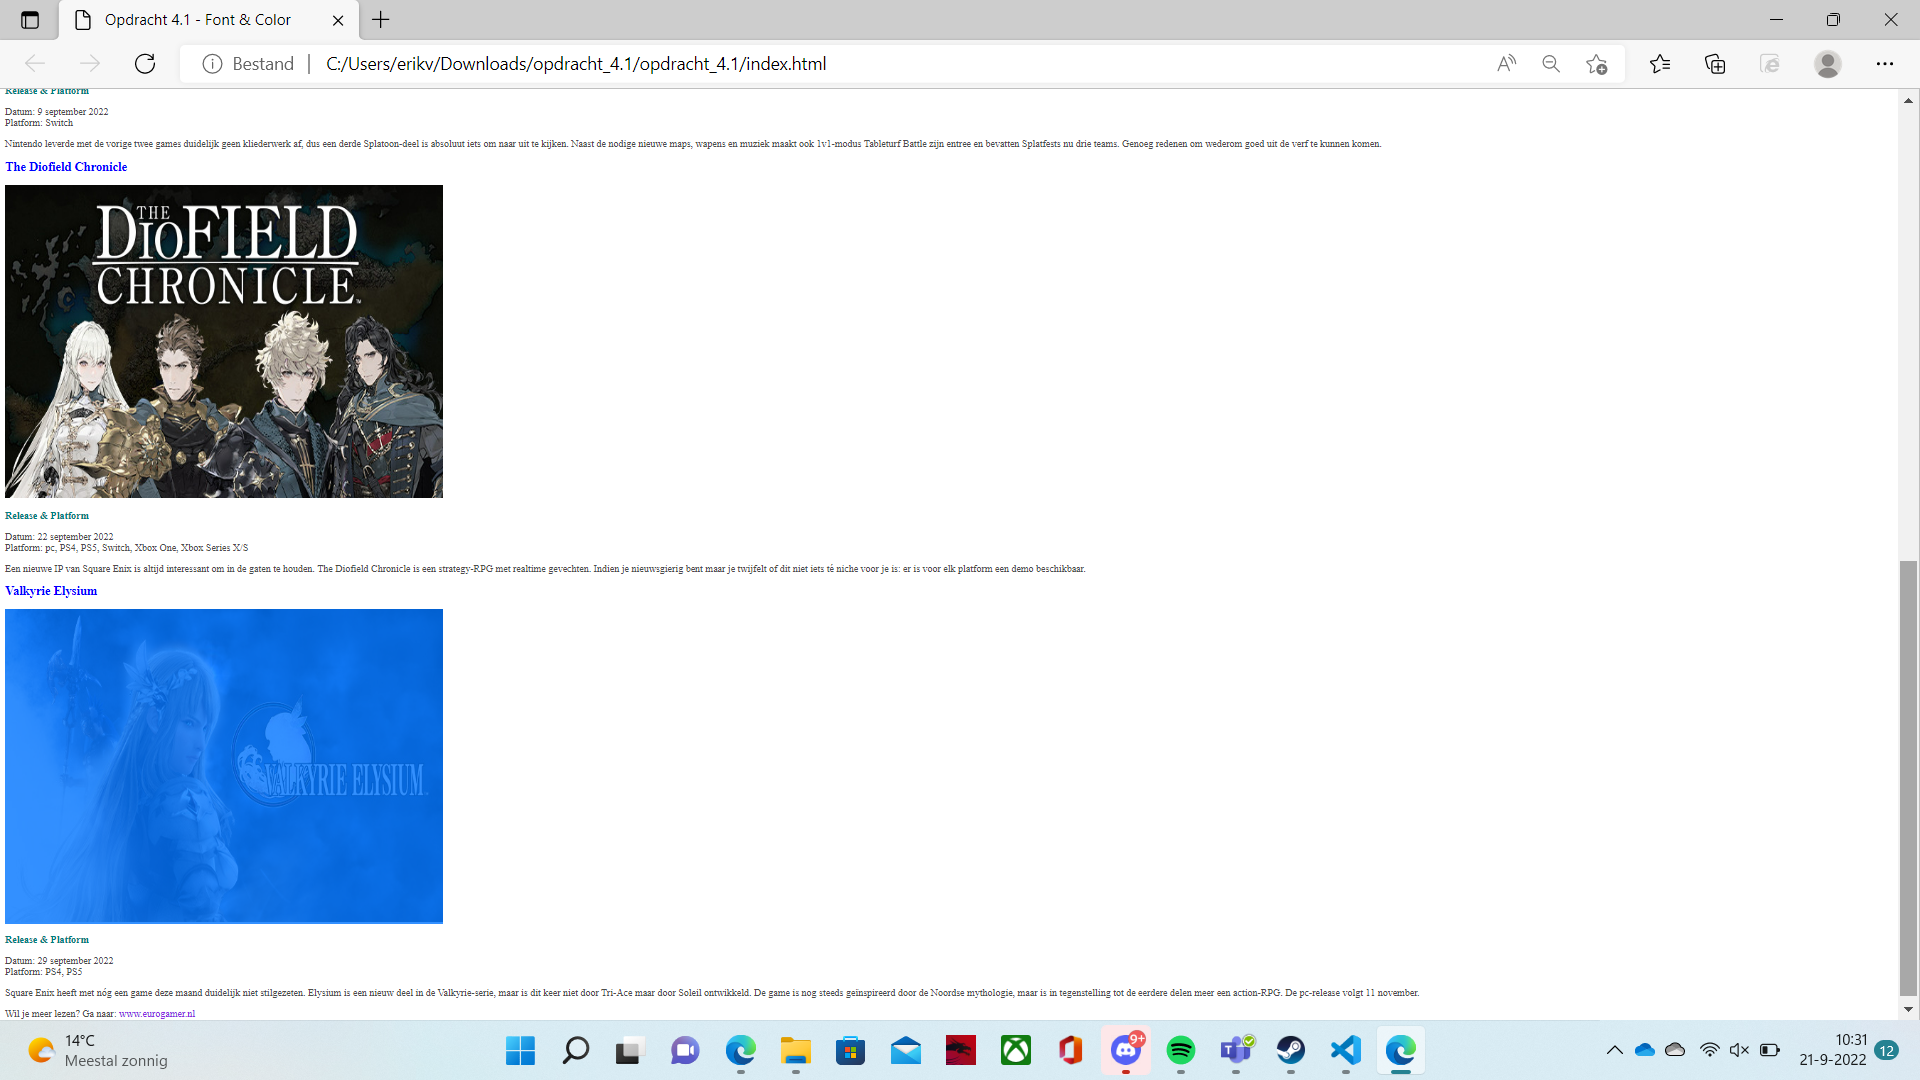 Opdracht 4.1 - Font & Color
Bestand
C:/Users/erikv/Downloads/opdracht_4.1/opdracht_4.1/index.html
Release & Platform
Datum: 9 september 2022
Platform: Switch
Nintendo leverde met de vorige twee games duidelijk geen kliederwerk af, dus een derde Splatoon-deel is absoluut iets om naar uit te kijken. Naast de nodige nieuwe maps, wapens en muziek maakt ook 1v1-modus Tableturf Battle zijn entree en bevatten Splatfests nu drie teams. Genoeg redenen om wederom goed uit de verf te kunnen komen.
The Diofield Chronicle
THE
DIOFIELD
CHRONICLE™
Release & Platform
Datum: 22 september 2022
Platform: pc, PS4, PS5, Switch, Xbox One, Xbox Series X/S
Een nieuwe IP van Square Enix is altijd interessant om in de gaten te houden. The Diofield Chronicle is een strategy-RPG met realtime gevechten. Indien je nieuwsgierig bent maar je twijfelt of dit niet iets té niche voor je is: er is voor elk platform een demo beschikbaar.
Valkyrie Elysium
VALKYRIE ELYSIUM
Release & Platform
Datum: 29 september 2022
Platform: PS4, PS5
Square Enix heeft met nóg een game deze maand duidelijk niet stilgezeten. Elysium is een nieuw deel in de Valkyrie-serie, maar is dit keer niet door Tri-Ace maar door Soleil ontwikkeld. De game is nog steeds geïnspireerd door de Noordse mythologie, maar is in tegenstelling tot de eerdere delen meer een action-RPG. De pc-release volgt 11 november.
Wil je meer lezen? Ga naar: www.eurogamer.nl
14°C
Meestal zonnig
9+
10:31
21-9-2022
12